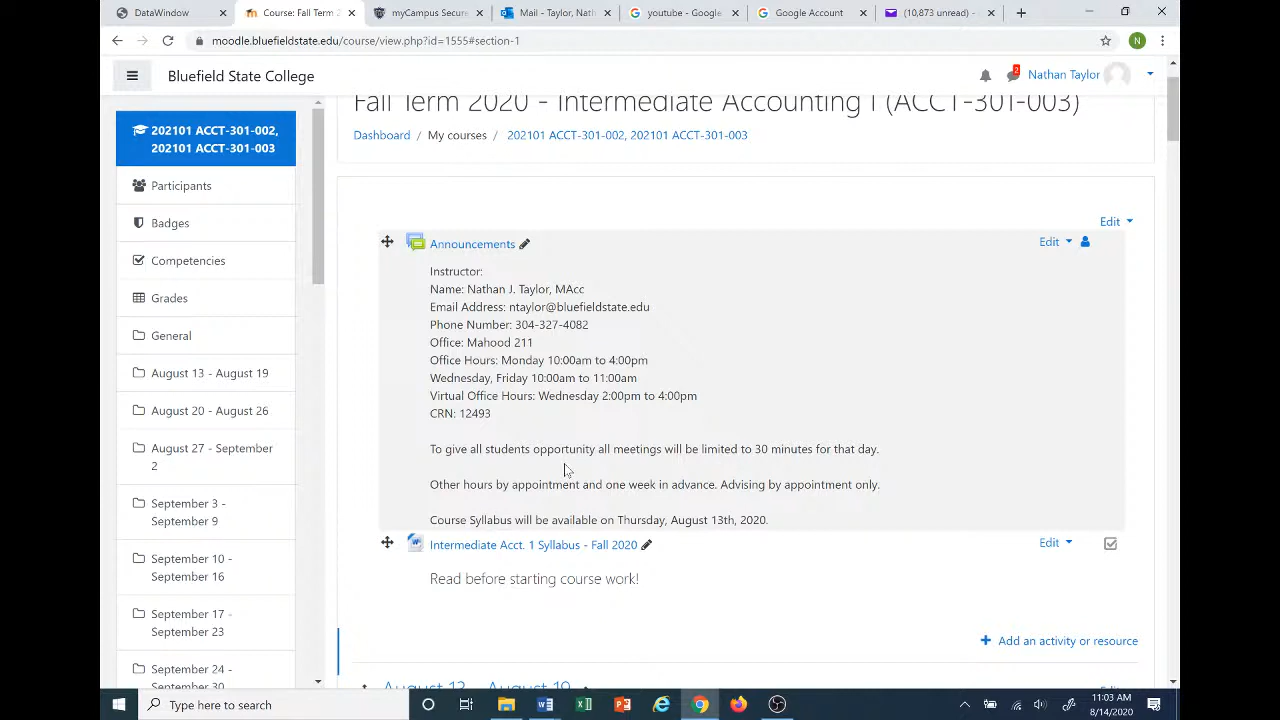 DataWindow
Course: Fall Term 2
myCampus Secure
Mail - Taylor, Nath
youtube - Google
Google Account
(10,873 unread) -
moodle.bluefieldstate.edu/course/view.php?id=1555#section-1
N
Bluefield State College
2
Nathan Taylor
Fall Term 2020 - Intermediate Accounting I (ACCT-301-003)
Dashboard / My courses / 202101 ACCT-301-002, 202101 ACCT-301-003
202101 ACCT-301-002,
202101 ACCT-301-003
Participants
Badges
Competencies
Grades
General
August 13 - August 19
August 20 - August 26
August 27 - September
2
September 3 -
September 9
September 10 -
September 16
September 17 -
September 23
September 24 -
September 30
Edit
Announcements
Edit
Instructor:
Name: Nathan J. Taylor, MAcc
Email Address: ntaylor@bluefieldstate.edu
Phone Number: 304-327-4082
Office: Mahood 211
Office Hours: Monday 10:00am to 4:00pm
Wednesday, Friday 10:00am to 11:00am
Virtual Office Hours: Wednesday 2:00pm to 4:00pm
CRN: 12493
To give all students opportunity all meetings will be limited to 30 minutes for that day.
Other hours by appointment and one week in advance. Advising by appointment only.
Course Syllabus will be available on Thursday, August 13th, 2020.
Intermediate Acct. 1 Syllabus - Fall 2020
Edit
Read before starting course work!
Add an activity or resource
August 13 - August 19
Edit
Type here to search
11:03 AM
8/14/2020